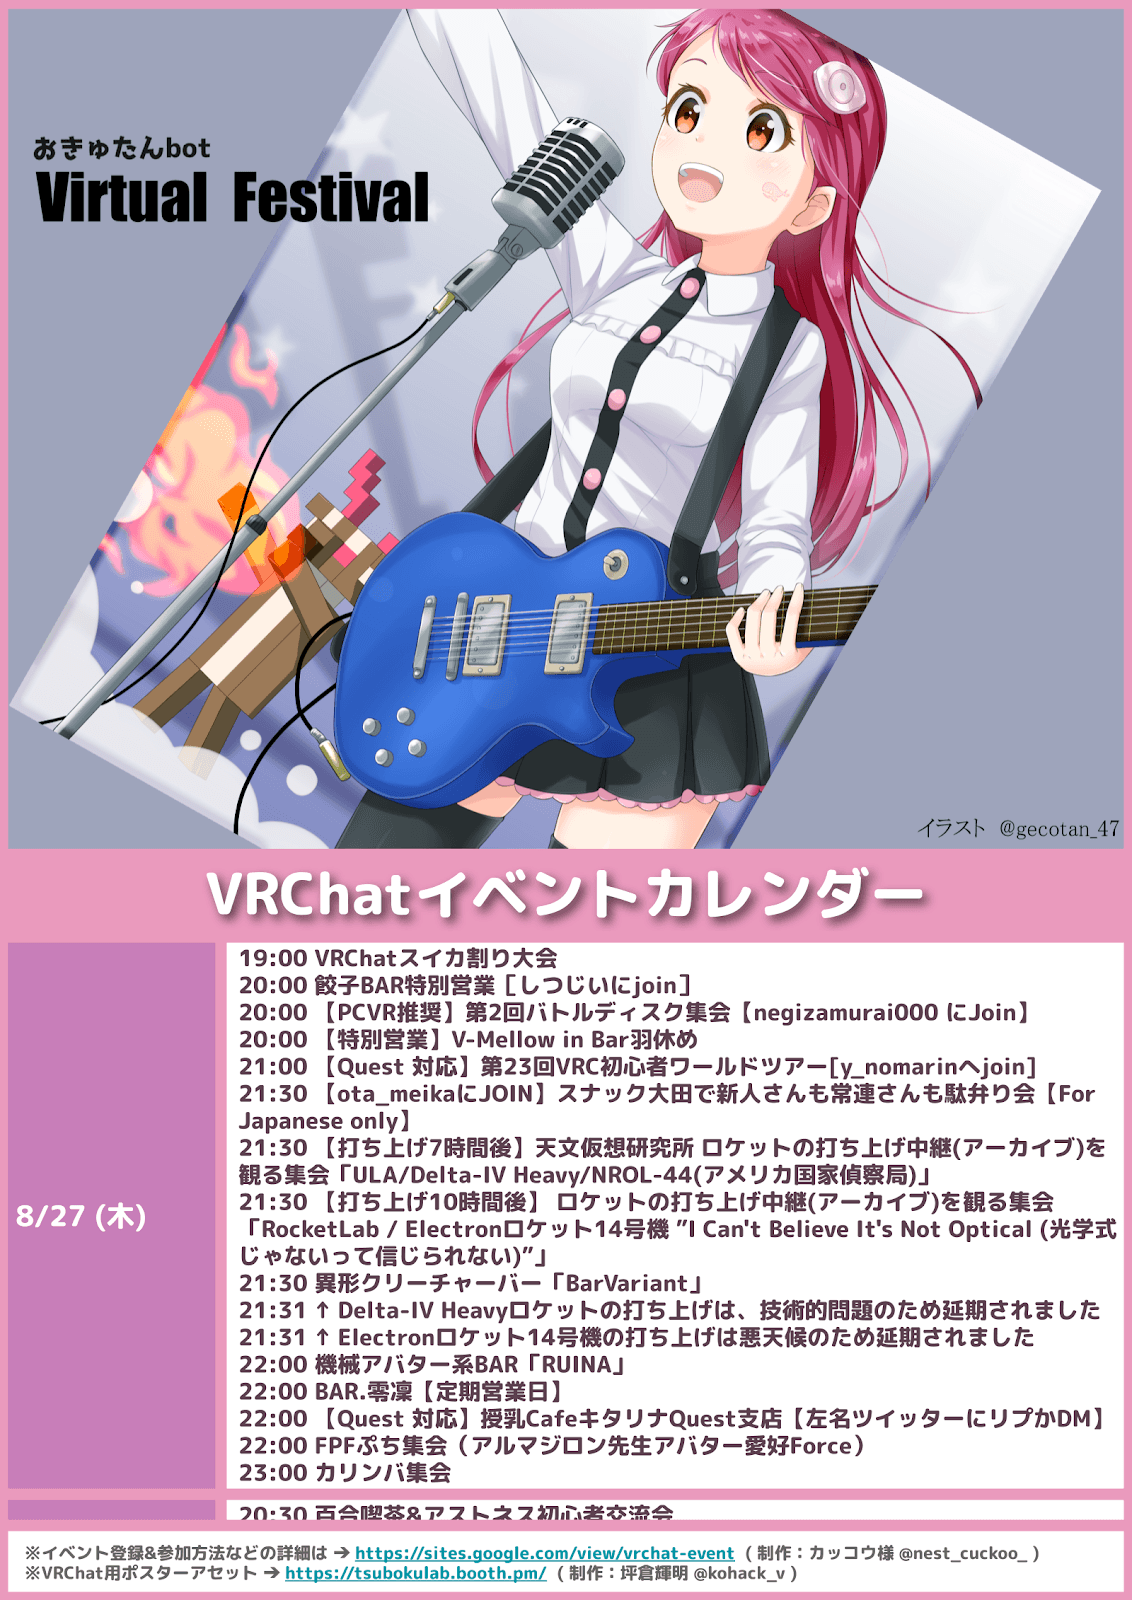 おきゅたんbot
Virtual Festival
イラスト @gecotan_47
VRChatイベントカレンダー
8/27 (木)
19:00 VRChatスイカ割り大会
20:00 餃子BAR特別営業［しつじいにjoin］
20:00 【PCVR推奨】第2回バトルディスク集会【negizamurai000 にJoin】
20:00 【特別営業】V-Mellow in Bar羽休め
21:00 【Quest 対応】第23回VRC初心者ワールドツアー[y_nomarinへjoin]
21:30 【ota_meikaにJOIN】スナック大田で新人さんも常連さんも駄弁り会【For
Japanese only】
21:30 【打ち上げ7時間後】天文仮想研究所 ロケットの打ち上げ中継(アーカイブ)を
観る集会「ULA/Delta-IV Heavy/NROL-44(アメリカ国家偵察局)」
21:30 【打ち上げ10時間後】 ロケットの打ち上げ中継(アーカイブ)を観る集会
「RocketLab / Electronロケット14号機 ”I Can't Believe It's Not Optical (光学式
じゃないって信じられない)”」
21:30 異形クリーチャーバー「BarVariant」
21:31 ↑ Delta-IV Heavyロケットの打ち上げは、技術的問題のため延期されました
21:31 ↑ Electronロケット14号機の打ち上げは悪天候のため延期されました
22:00 機械アバター系BAR「RUINA」
22:00 BAR.零凜【定期営業日】
22:00 【Quest 対応】授乳CafeキタリナQuest支店【左名ツイッターにリプかDM】
22:00 FPFぷち集会（アルマジロン先生アバター愛好Force）
23:00 カリンバ集会
20:30 百合喫茶&アストネス初心者交流会
※イベント登録&参加方法などの詳細は ➔ https://sites.google.com/view/vrchat-event ( 制作：カッコウ様 @nest_cuckoo_ )
※VRChat用ポスターアセット ➔ https://tsubokulab.booth.pm/ ( 制作：坪倉輝明 @kohack_v )